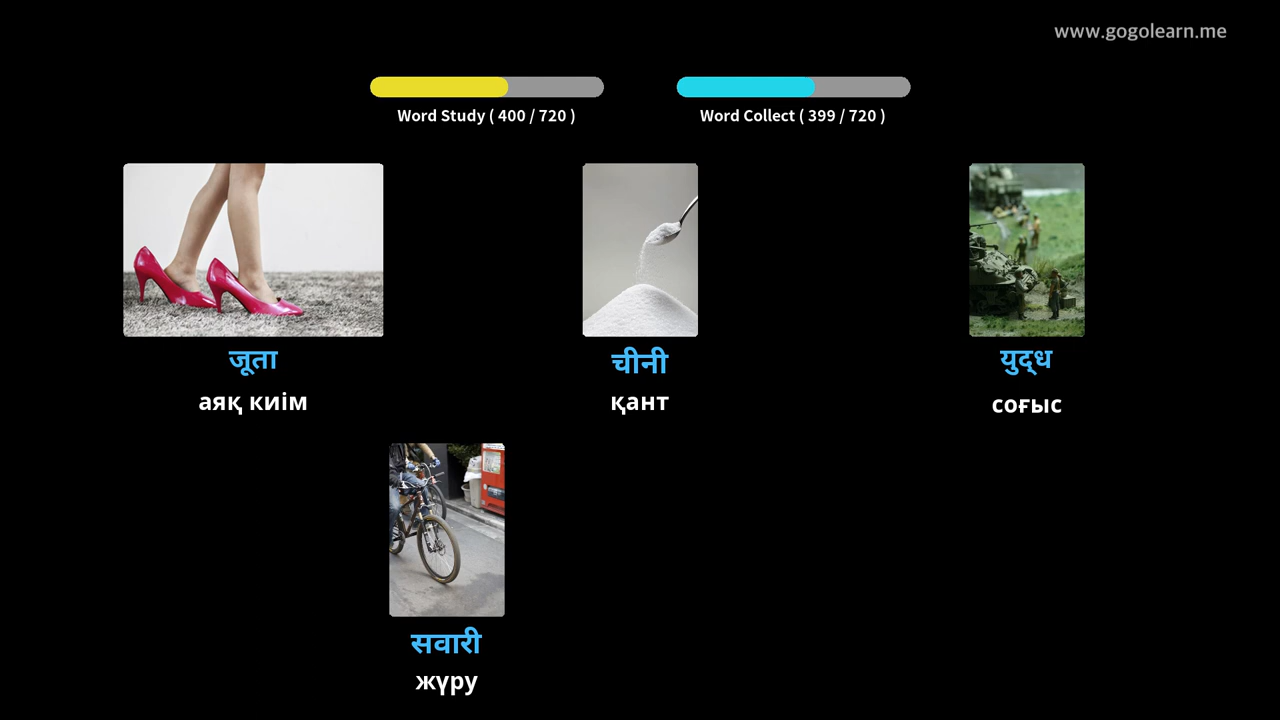 www.gogolearn.me
Word Study ( 400 / 720 )
Word Collect ( 399 / 720 )
जूता
चीनी
युद्ध
аяқ киім
қант
соғыс
सवारी
жүру